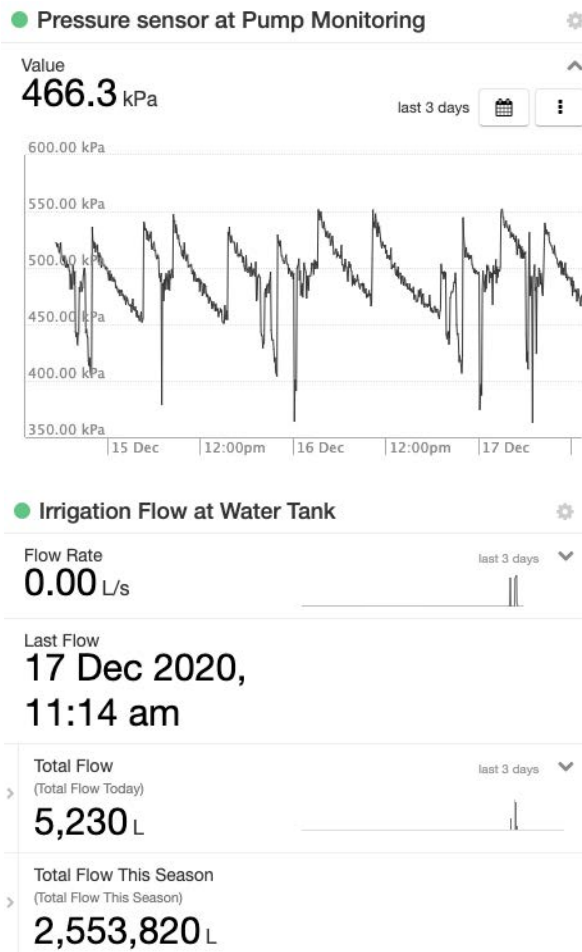 Pressure sensor at Pump Monitoring
Value
466.3 kPa
last 3 days
600.00 kPa
550.00 kPa
500.00 kPa
450.00 kPa
400.00 kPa
350.00 kPa
15 Dec 12:00pm 16 Dec 12:00pm 17 Dec
Irrigation Flow at Water Tank
Flow Rate
last 3 days
0.00 L/s
Last Flow
17 Dec 2020,
11:14 am
Total Flow
last 3 days
(Total Flow Today)
5,230 L
Total Flow This Season
(Total Flow This Season)
2,553,820 L